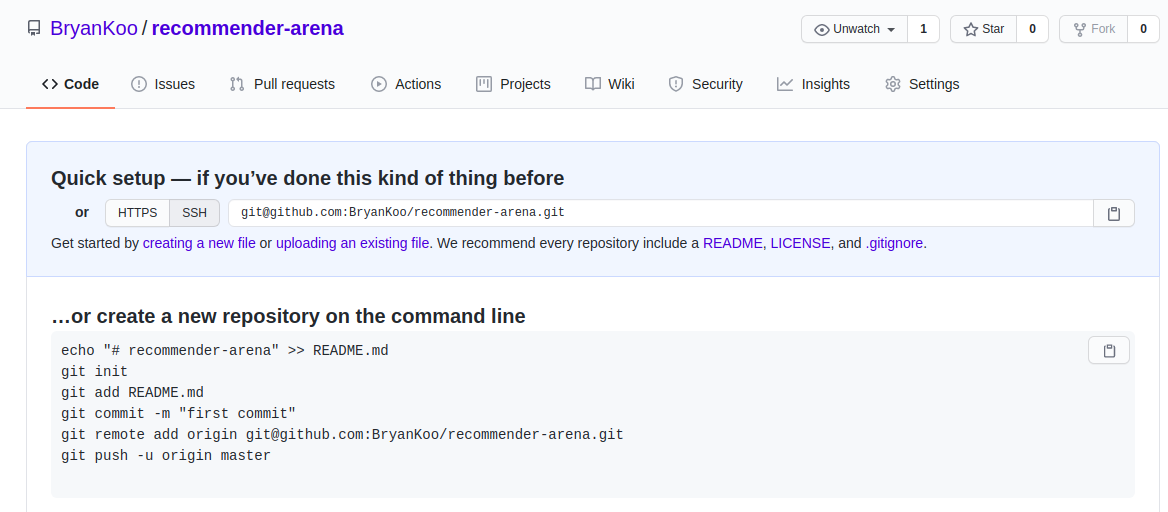 BryanKoo / recommender-arena
Unwatch 1 Star 0 Fork 0
Code Issues Pull requests Actions Projects Wiki Security Insights Settings
Quick setup — if you’ve done this kind of thing before
or HTTPS SSH git@github.com:BryanKoo/recommender-arena.git
Get started by creating a new file or uploading an existing file. We recommend every repository include a README, LICENSE, and .gitignore.
…or create a new repository on the command line
echo "# recommender-arena" >> README.md
git init
git add README.md
git commit -m "first commit"
git remote add origin git@github.com:BryanKoo/recommender-arena.git
git push -u origin master